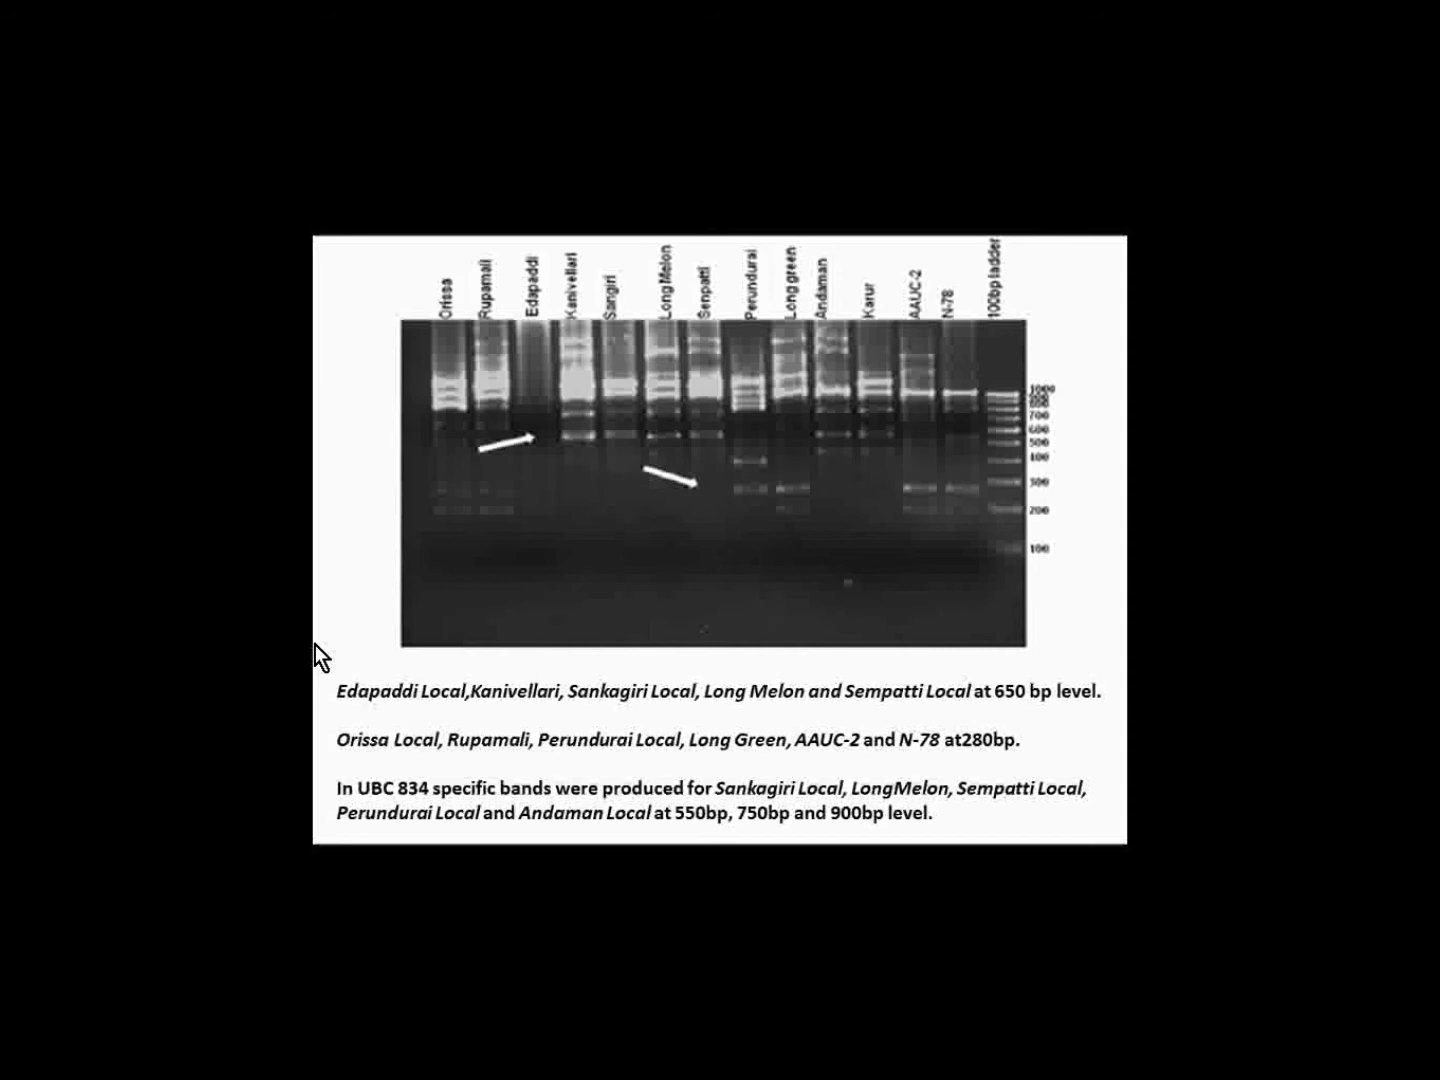 Orissa
Rupamali
Edapaddi
Kanivellari
Sangiri
Long Melon
Senpatti
Perundurai
Long green
Andaman
Karur
AAUC-2
N-78
100bp ladder
1000
700
600
500
300
200
100
Edapaddi Local,Kanivellari, Sankagiri Local, Long Melon and Sempatti Local at 650 bp level.
Orissa Local, Rupamali, Perundurai Local, Long Green, AAUC-2 and N-78 at280bp.
In UBC 834 specific bands were produced for Sankagiri Local, LongMelon, Sempatti Local,
Perundurai Local and Andaman Local at 550bp, 750bp and 900bp level.